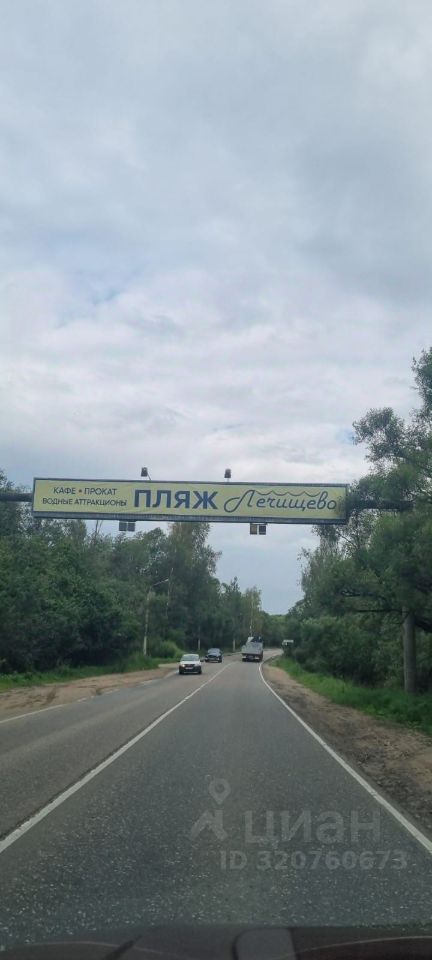 КАФЕ • ПРОКАТ
ВОДНЫЕ АТТРАКЦИОНЫ
ПЛЯЖ Лечищево
циан
ID 320760673